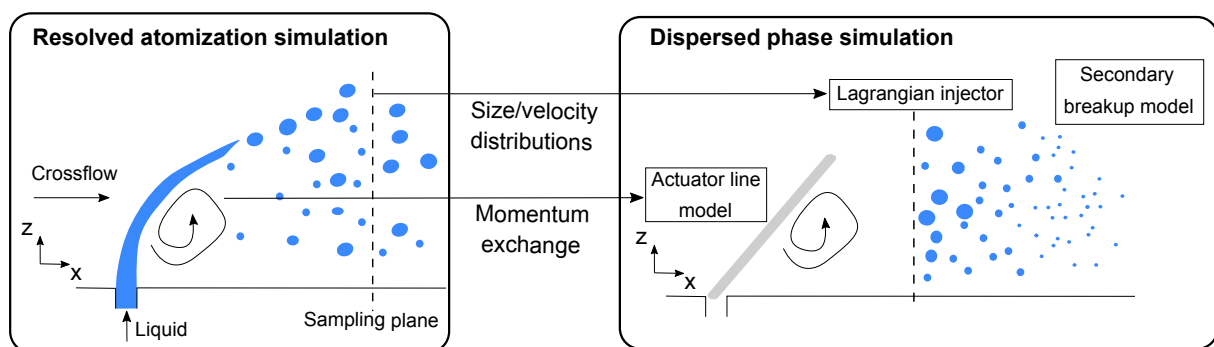 Resolved atomization simulation
Crossflow
z
x
Liquid
Sampling plane
Size/velocity
distributions
Momentum
exchange
Dispersed phase simulation
Lagrangian injector
Secondary
breakup model
Actuator line
model
z
x